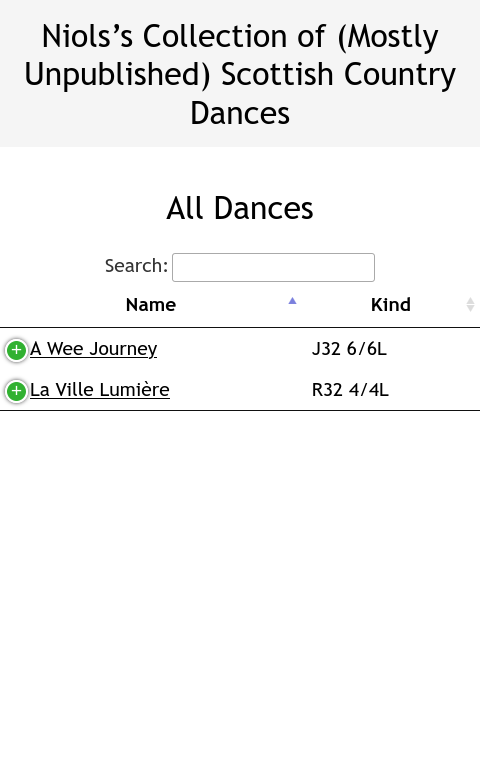 Niols’s Collection of (Mostly
Unpublished) Scottish Country
Dances
All Dances
Search:
Name Kind
A Wee Journey J32 6/6L
La Ville Lumière R32 4/4L